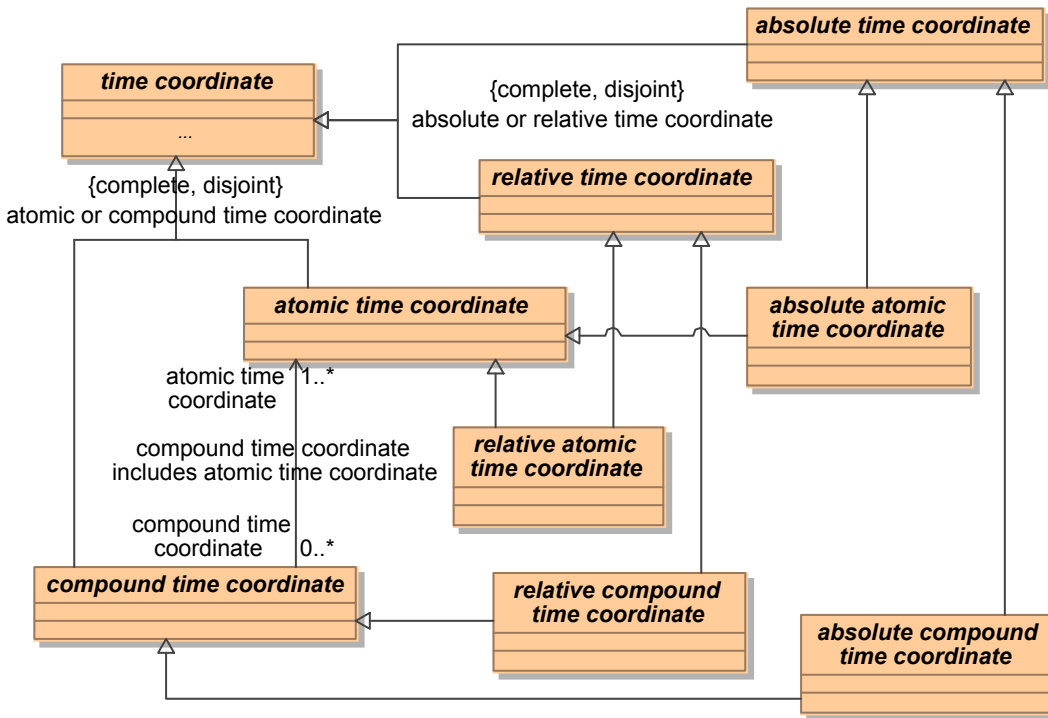 absolute time coordinate
time coordinate
...
{complete, disjoint}
absolute or relative time coordinate
relative time coordinate
{complete, disjoint}
atomic or compound time coordinate
atomic time coordinate
absolute atomic
time coordinate
atomic time 1..*
coordinate
relative atomic
time coordinate
compound time coordinate
includes atomic time coordinate
compound time
coordinate 0..*
compound time coordinate
relative compound
time coordinate
absolute compound
time coordinate